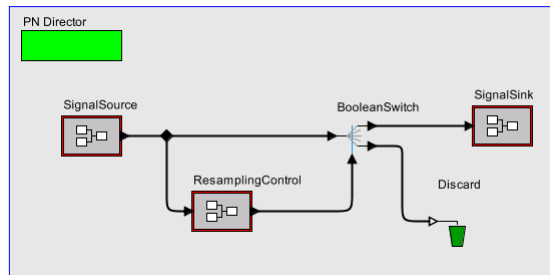 PN Director
SignalSource
BooleanSwitch
SignalSink
ResamplingControl
Discard